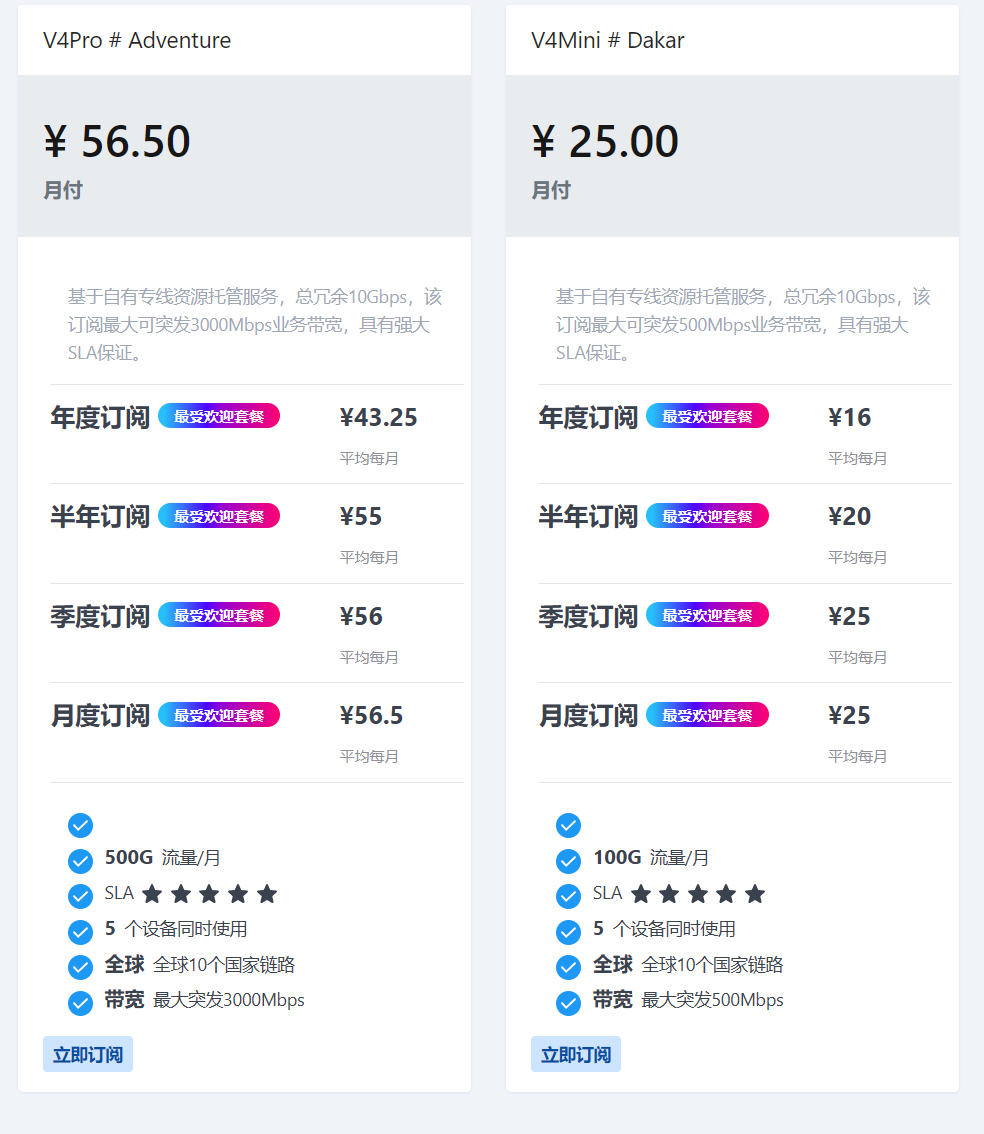 V4Pro # Adventure
¥ 56.50
月付
基于自有专线资源托管服务，总冗余10Gbps，该
订阅最大可突发3000Mbps业务带宽，具有强大
SLA保证。
年度订阅 最受欢迎套餐 ¥43.25
平均每月
半年订阅 最受欢迎套餐 ¥55
平均每月
季度订阅 最受欢迎套餐 ¥56
平均每月
月度订阅 最受欢迎套餐 ¥56.5
平均每月
500G 流量/月
SLA ★ ★ ★ ★ ★
5 个设备同时使用
全球 全球10个国家链路
带宽 最大突发3000Mbps
立即订阅
V4Mini # Dakar
¥ 25.00
月付
基于自有专线资源托管服务，总冗余10Gbps，该
订阅最大可突发500Mbps业务带宽，具有强大
SLA保证。
年度订阅 最受欢迎套餐 ¥16
平均每月
半年订阅 最受欢迎套餐 ¥20
平均每月
季度订阅 最受欢迎套餐 ¥25
平均每月
月度订阅 最受欢迎套餐 ¥25
平均每月
100G 流量/月
SLA ★ ★ ★ ★ ★
5 个设备同时使用
全球 全球10个国家链路
带宽 最大突发500Mbps
立即订阅